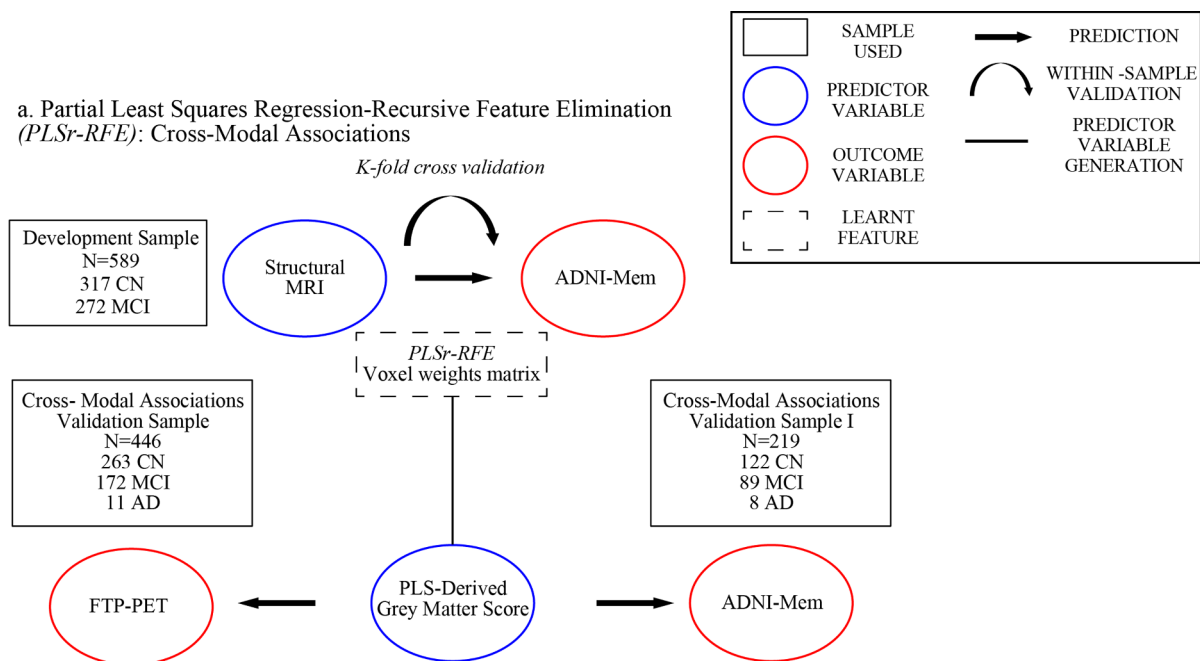 a. Partial Least Squares Regression-Recursive Feature Elimination
(PLSr-RFE): Cross-Modal Associations
K-fold cross validation
Development Sample
N=589
317 CN
272 MCI
Structural
MRI
ADNI-Mem
PLSr-RFE
Voxel weights matrix
Cross- Modal Associations
Validation Sample
N=446
263 CN
172 MCI
11 AD
Cross-Modal Associations
Validation Sample I
N=219
122 CN
89 MCI
8 AD
FTP-PET
PLS-Derived
Grey Matter Score
ADNI-Mem
SAMPLE
USED
PREDICTOR
VARIABLE
OUTCOME
VARIABLE
LEARNT
FEATURE
PREDICTION
WITHIN -SAMPLE
VALIDATION
PREDICTOR
VARIABLE
GENERATION